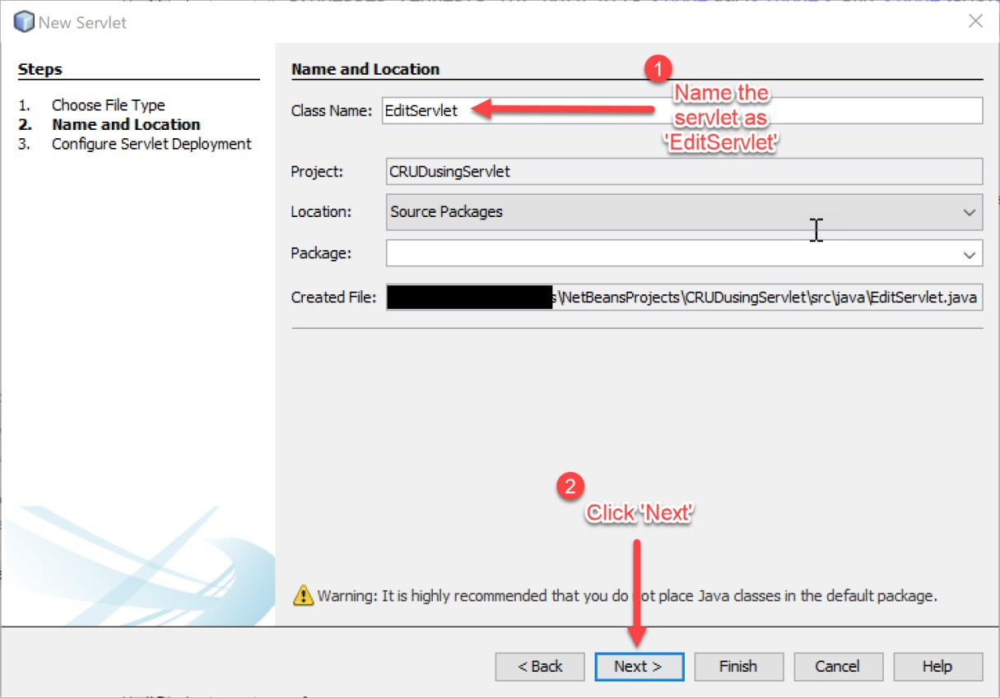 New Servlet
Steps
1. Choose File Type
2. Name and Location
3. Configure Servlet Deployment
Name and Location
1
Name the
servlet as
'EditServlet'
Class Name: EditServlet
Project: CRUDusingServlet
Location: Source Packages
Package:
Created File: s\NetBeansProjects\CRUDusingServlet\src\java\EditServlet.java
2
Click 'Next'
Warning: It is highly recommended that you do not place Java classes in the default package.
< Back Next > Finish Cancel Help